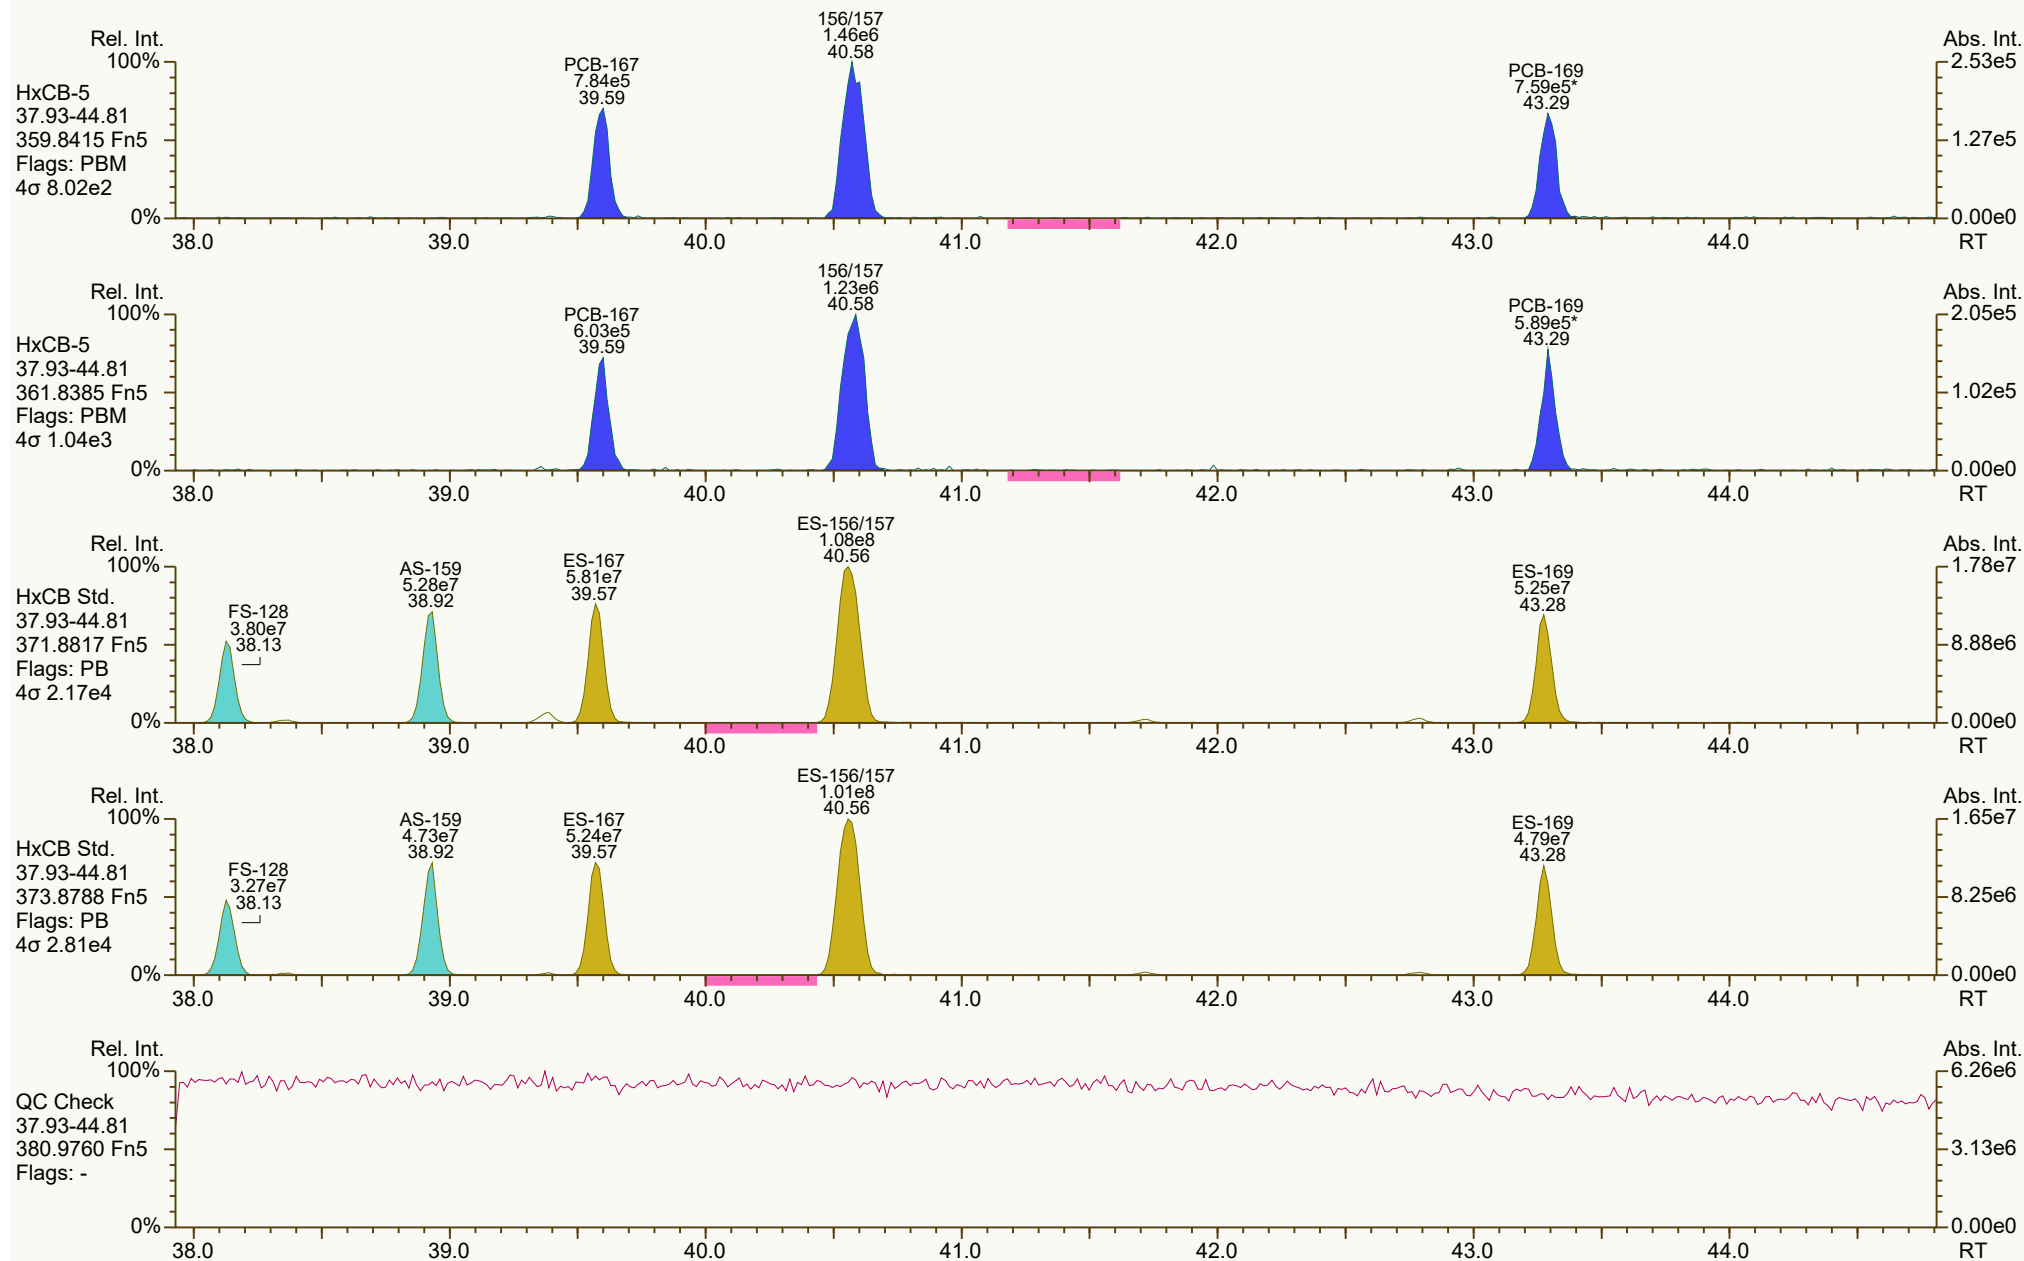 Rel. Int.
Abs. Int.
HxCB-5
37.93-44.81
359.8415 Fn5
Flags: PBM
4σ 8.02e2
100%
50%
0%
PCB-167
7.84e5
39.59
156/157
1.46e6
40.58
PCB-169
7.59e5*
43.29
2.53e5
1.27e5
0.00e0
38.0 39.0 40.0 41.0 42.0 43.0 44.0 RT
Rel. Int.
Abs. Int.
HxCB-5
37.93-44.81
361.8385 Fn5
Flags: PBM
4σ 1.04e3
100%
0%
PCB-167
6.03e5
39.59
156/157
1.23e6
40.58
PCB-169
5.89e5*
43.29
2.05e5
1.02e5
0.00e0
38.0 39.0 40.0 41.0 42.0 43.0 44.0 RT
Rel. Int.
Abs. Int.
HxCB Std.
37.93-44.81
371.8817 Fn5
Flags: PB
4σ 2.17e4
100%
0%
FS-128
3.80e7
38.13
AS-159
5.28e7
38.92
ES-167
5.81e7
39.57
ES-156/157
1.08e8
40.56
ES-169
5.25e7
43.28
1.78e7
8.88e6
0.00e0
38.0 39.0 40.0 41.0 42.0 43.0 44.0 RT
Rel. Int.
Abs. Int.
HxCB Std.
37.93-44.81
373.8788 Fn5
Flags: PB
4σ 2.81e4
100%
0%
FS-128
3.27e7
38.13
AS-159
4.73e7
38.92
ES-167
5.24e7
39.57
ES-156/157
1.01e8
40.56
ES-169
4.79e7
43.28
1.65e7
8.25e6
0.00e0
38.0 39.0 40.0 41.0 42.0 43.0 44.0 RT
Rel. Int.
Abs. Int.
QC Check
37.93-44.81
380.9760 Fn5
Flags: -
100%
0%
6.26e6
3.13e6
0.00e0
38.0 39.0 40.0 41.0 42.0 43.0 44.0 RT